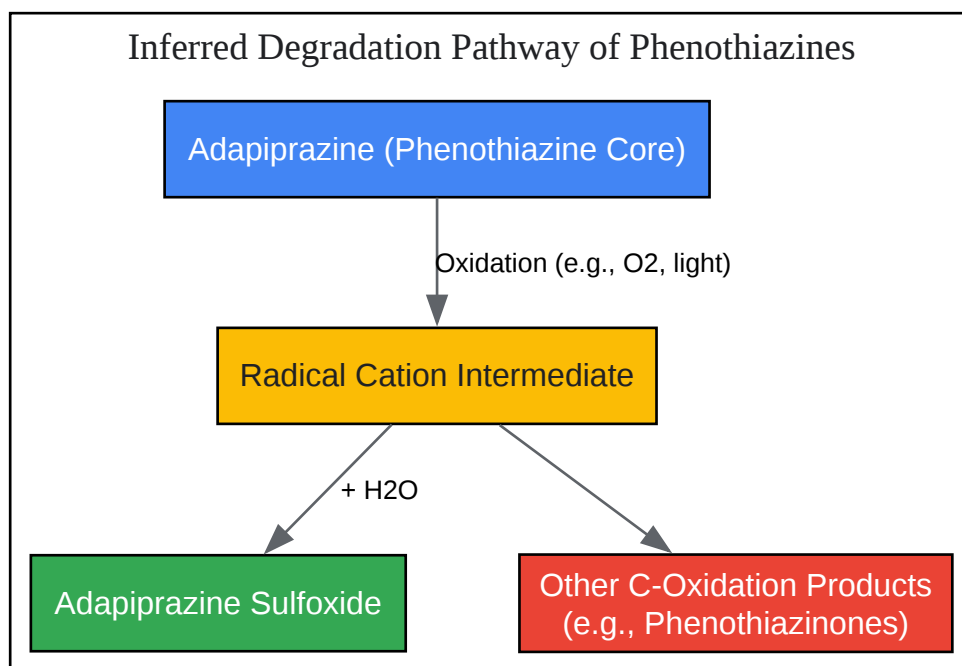 Inferred Degradation Pathway of Phenothiazines
Adapiprazine (Phenothiazine Core)
Oxidation (e.g., O2, light)
Radical Cation Intermediate
+ H2O
Adapiprazine Sulfoxide
Other C-Oxidation Products
(e.g., Phenothiazinones)